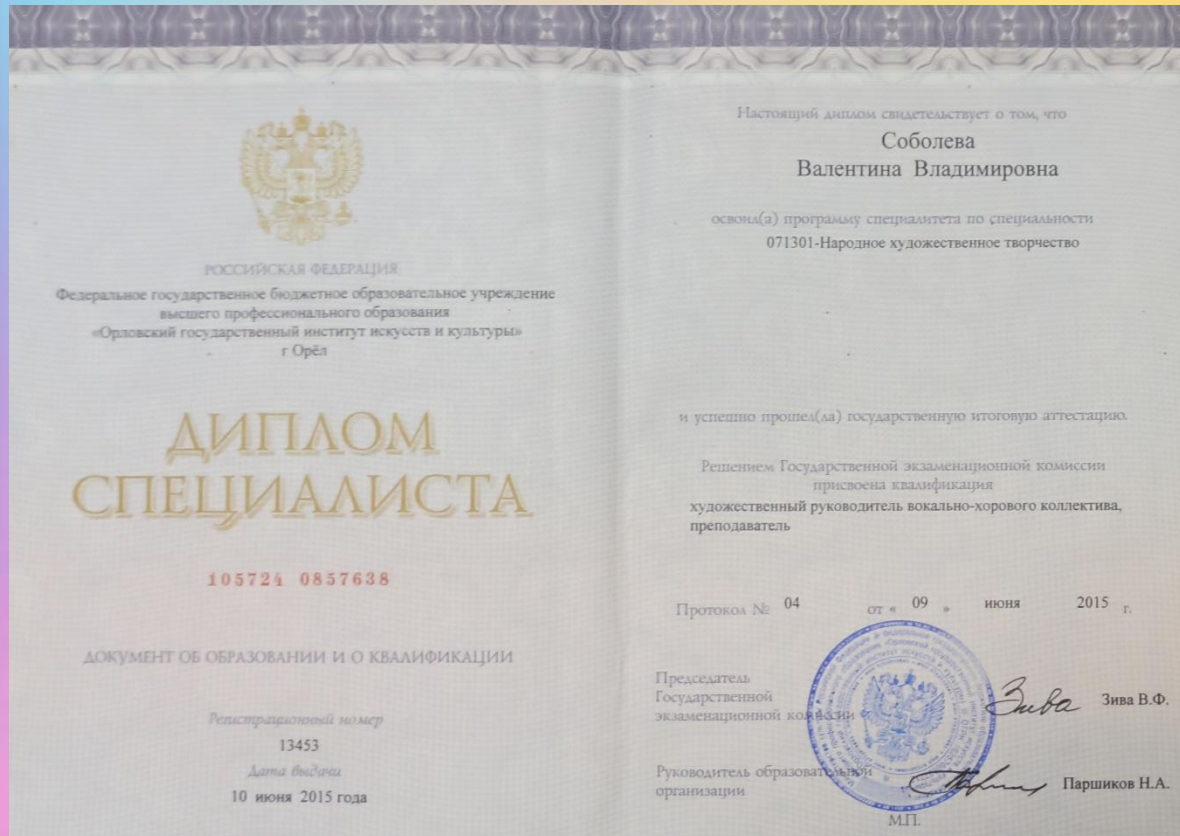 РОССИЙСКАЯ ФЕДЕРАЦИЯ
Федеральное государственное бюджетное образовательное учреждение
высшего профессионального образования
«Орловский государственный институт искусств и культуры»
г Орёл
ДИПЛОМ
СПЕЦИАЛИСТА
105724 0857638
ДОКУМЕНТ ОБ ОБРАЗОВАНИИ И О КВАЛИФИКАЦИИ
Регистрационный номер
13453
Дата выдачи
10 июня 2015 года
Настоящий диплом свидетельствует о том, что
Соболева
Валентина Владимировна
освоил(а) программу специалитета по специальности
071301-Народное художественное творчество
и успешно прошел(ла) государственную итоговую аттестацию.
Решением Государственной экзаменационной комиссии
присвоена квалификация
художественный руководитель вокально-хорового коллектива,
преподаватель
Протокол № 04 от « 09 » июня 2015 г.
Председатель
Государственной
экзаменационной комиссии Зива Зива В.Ф.
Руководитель образовательной
организации Паршиков Н.А.
М.П.